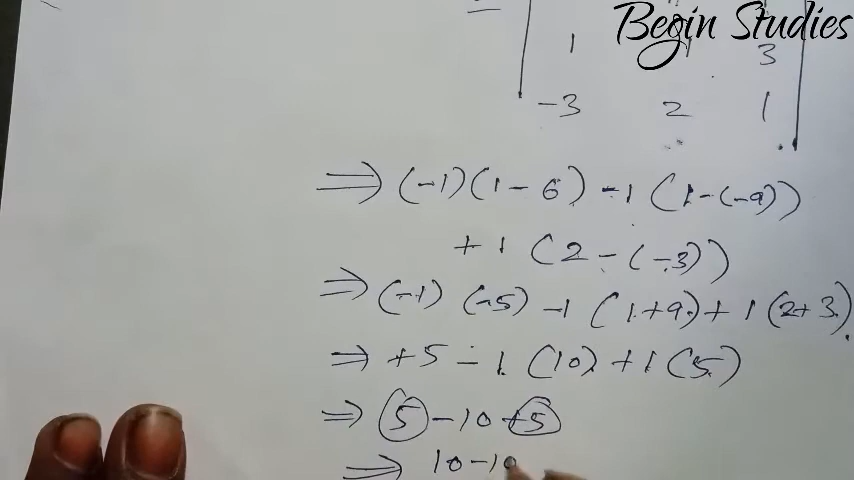 Begin Studies
1 3
-3 2 1
⇒ (-1)(1-6) -1 (1-(-9))
+ 1 (2-(-3))
⇒ (-1) (-5) -1 (1+9) + 1 (2+3)
⇒ +5 - 1 (10) + 1 (5)
⇒ 5 - 10 + 5
⇒ 10-10